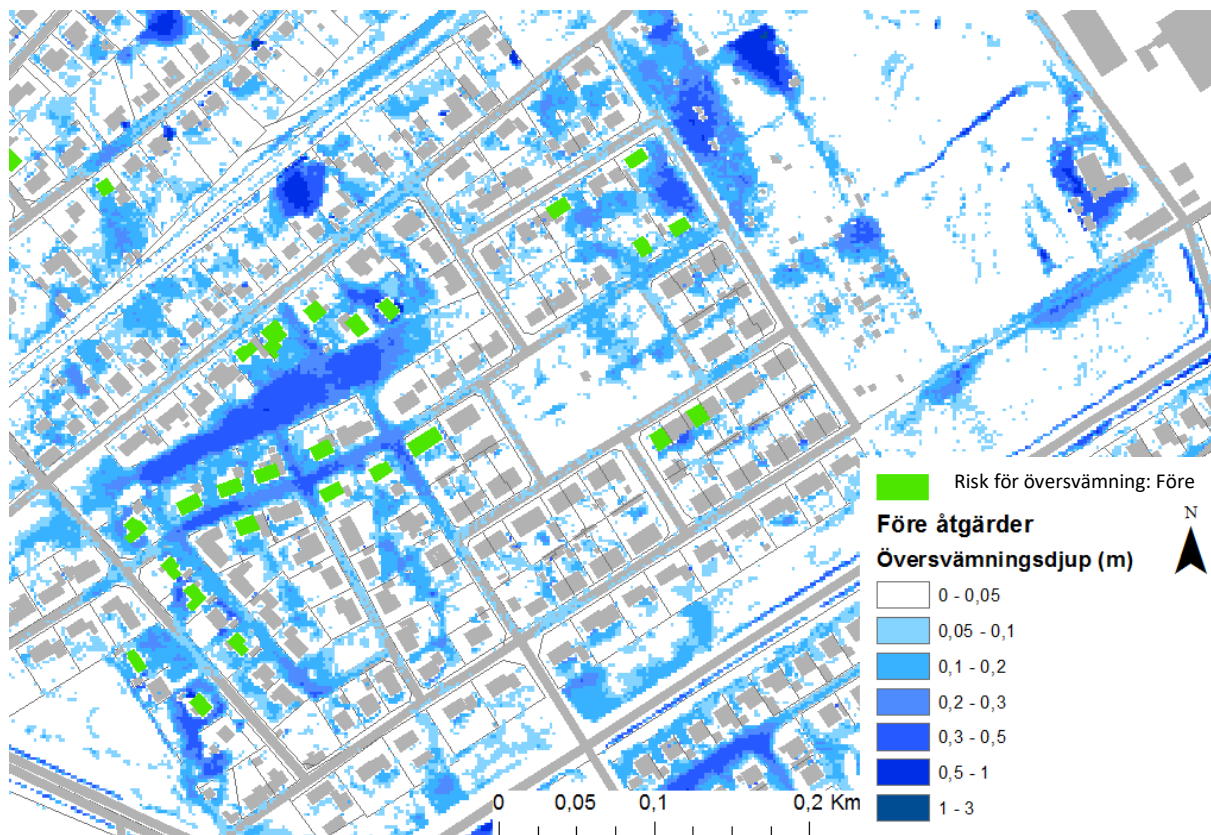 Risk för översvämning: Före
N
Före åtgärder
Översvämningsdjup (m)
0 - 0,05
0,05 - 0,1
0,1 - 0,2
0,2 - 0,3
0,3 - 0,5
0,5 - 1
1 - 3
0 0,05 0,1 0,2 Km